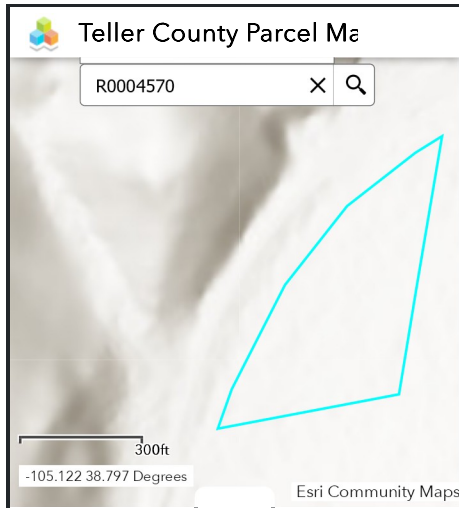 Teller County Parcel Ma
R0004570
300ft
-105.122 38.797 Degrees
Esri Community Maps